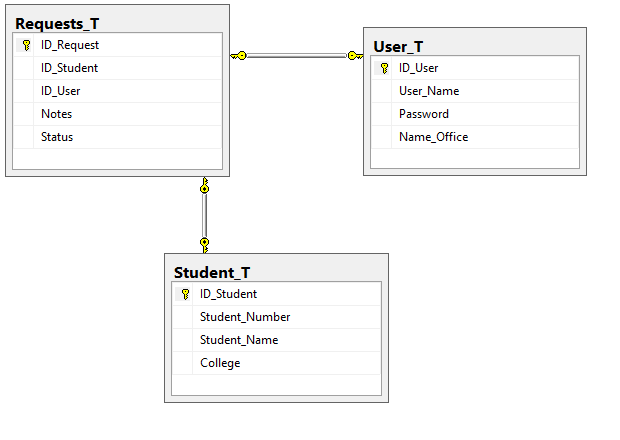 Requests_T
ID_Request
ID_Student
ID_User
Notes
Status
User_T
ID_User
User_Name
Password
Name_Office
Student_T
ID_Student
Student_Number
Student_Name
College